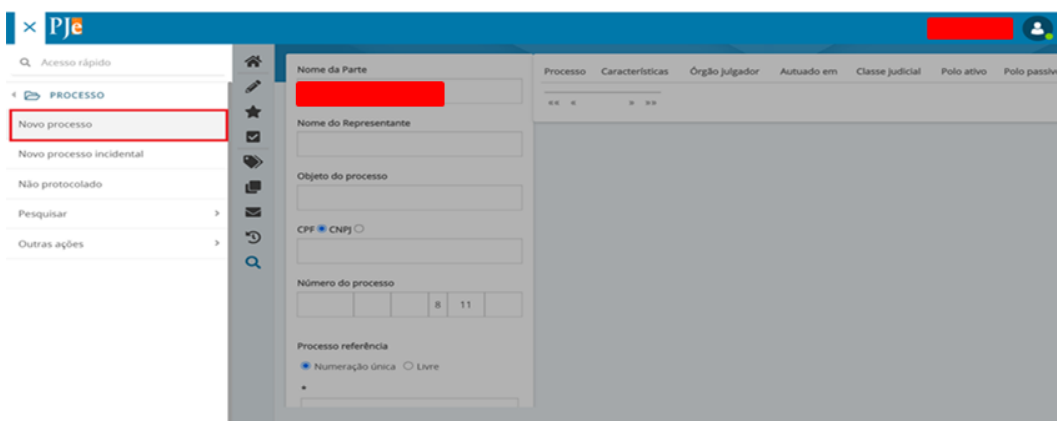 × PJe
Acesso rápido
PROCESSO
Novo processo
Novo processo incidental
Não protocolado
Pesquisar >
Outras ações >
Nome da Parte
Nome do Representante
Objeto do processo
CPF CNPJ
Número do processo
8 11
Processo referência
Numeração única Livre
*
Processo Características Órgão julgador Autuado em Classe judicial Polo ativo Polo passivo
«« « » »»